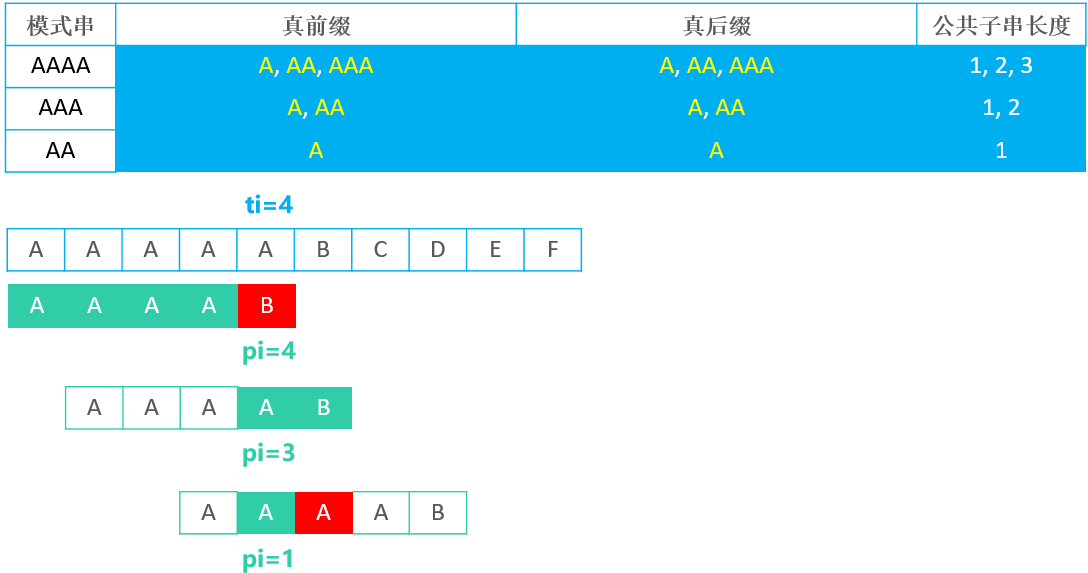 模式串 真前缀 真后缀 公共子串长度
AAAA A, AA, AAA A, AA, AAA 1, 2, 3
AAA A, AA A, AA 1, 2
AA A A 1
ti=4
A A A A A B C D E F
A A A A B
pi=4
A A A A B
pi=3
A A A A B
pi=1